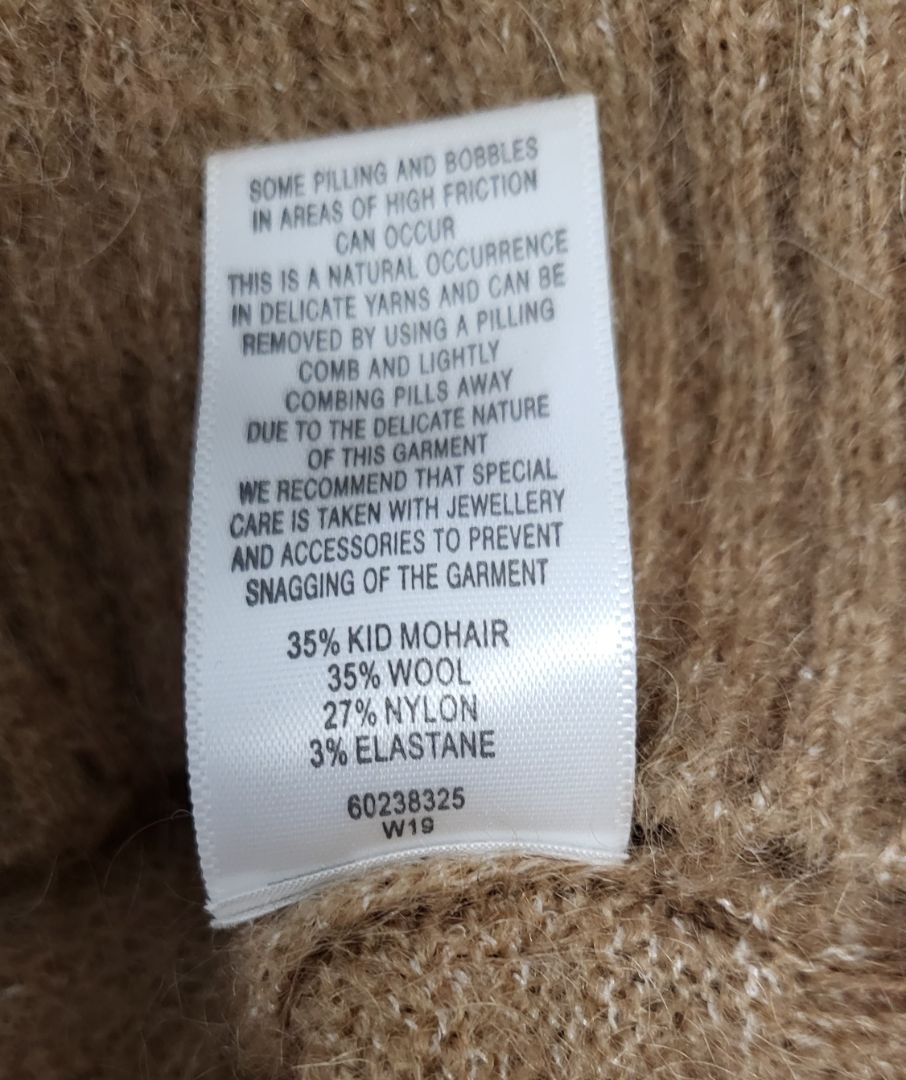 SOME PILLING AND BOBBLES
IN AREAS OF HIGH FRICTION
CAN OCCUR
THIS IS A NATURAL OCCURRENCE
IN DELICATE YARNS AND CAN BE
REMOVED BY USING A PILLING
COMB AND LIGHTLY
COMBING PILLS AWAY
DUE TO THE DELICATE NATURE
OF THIS GARMENT
WE RECOMMEND THAT SPECIAL
CARE IS TAKEN WITH JEWELLERY
AND ACCESSORIES TO PREVENT
SNAGGING OF THE GARMENT
35% KID MOHAIR
35% WOOL
27% NYLON
3% ELASTANE
60238325
W19